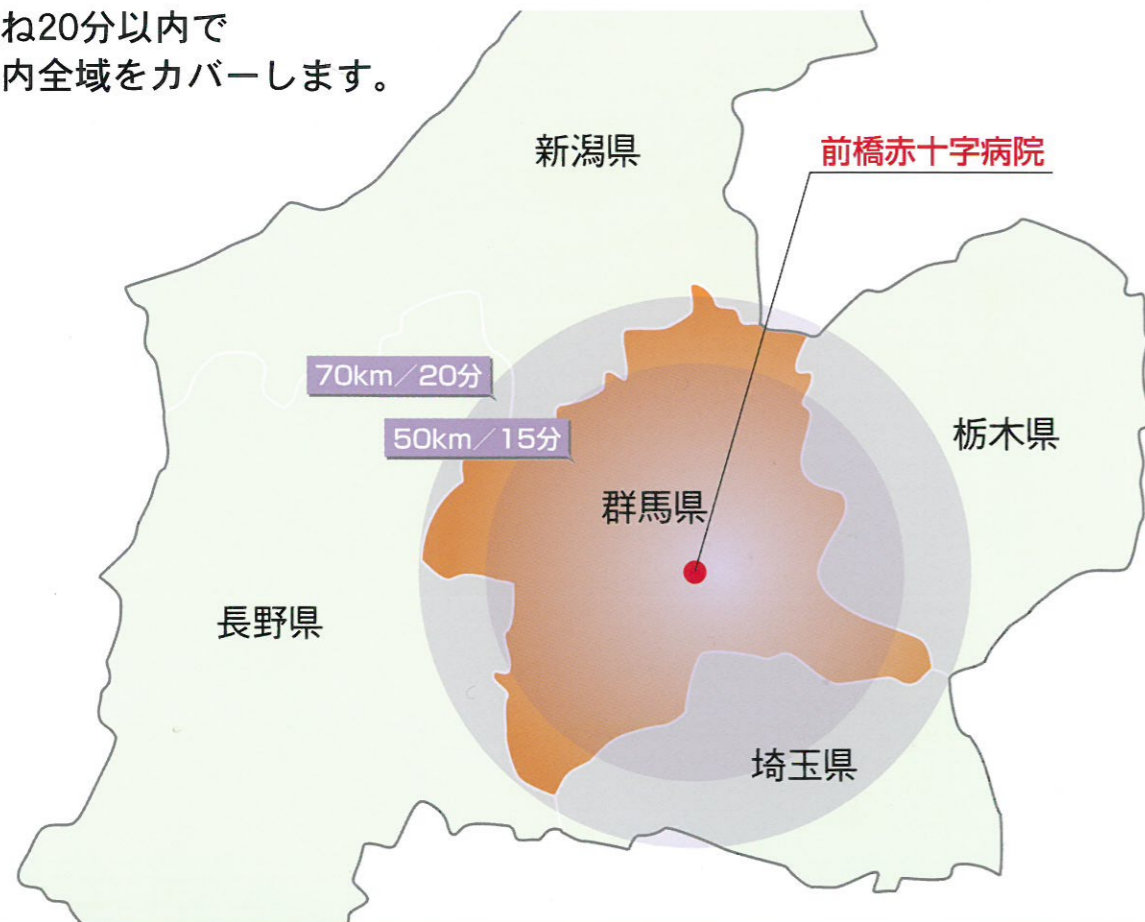 ね20分以内で
内全域をカバーします。
新潟県
前橋赤十字病院
70km／20分
50km／15分
栃木県
群馬県
長野県
埼玉県